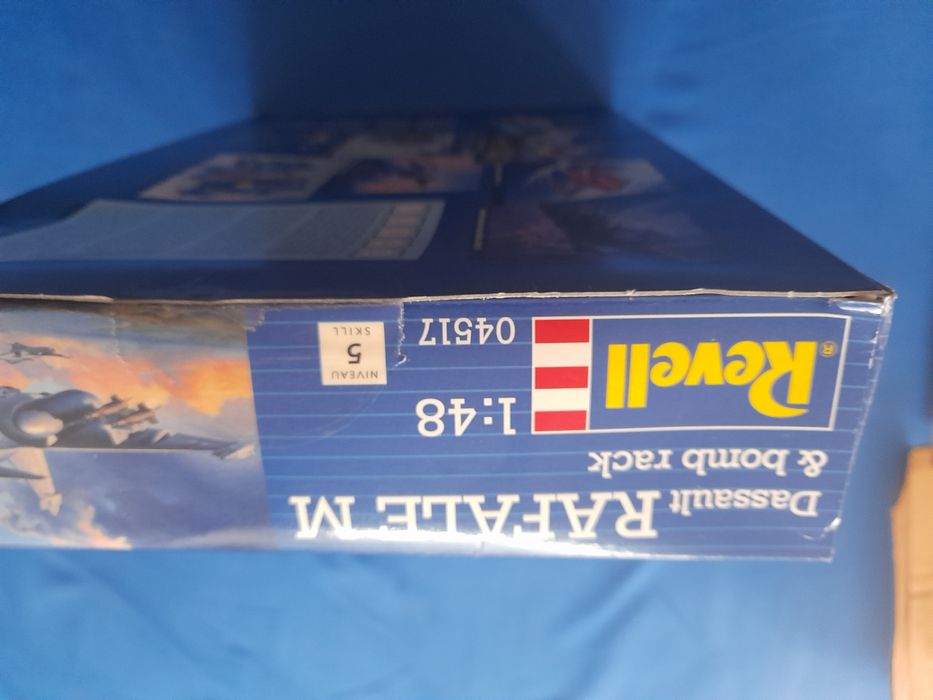 Dassault RAFALE M
& bomb rack
Revell®
1:48
04517
NIVEAU
5
SKILL